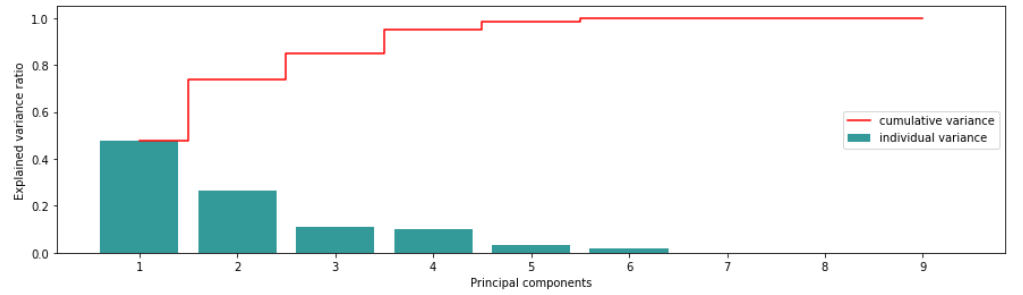 1.0
0.8
0.6
0.4
0.2
0.0
Explained variance ratio
cumulative variance
individual variance
1 2 3 4 5 6 7 8 9
Principal components